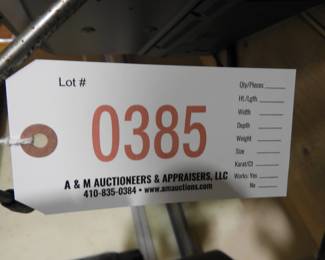 Lot #
0385
A & M AUCTIONEERS & APPRAISERS, LLC
410-835-0384 • www.amauctions.com
Qty/Pieces
Ht./Lgth.
Width
Depth
Weight
Size
Karat/Ct
Works: Yes
No